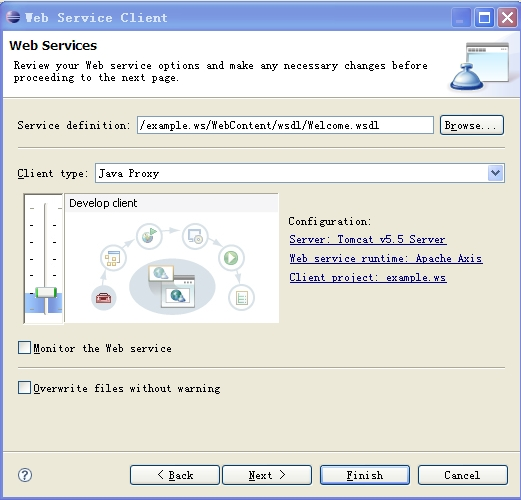 Web Service Client
Web Services
Review your Web service options and make any necessary changes before
proceeding to the next page.
Service definition: /example.ws/WebContent/wsdl/Welcome.wsdl Browse...
Client type: Java Proxy
Develop client
Configuration:
Server: Tomcat v5.5 Server
Web service runtime: Apache Axis
Client project: example.ws
Monitor the Web service
Overwrite files without warning
? < Back Next > Finish Cancel